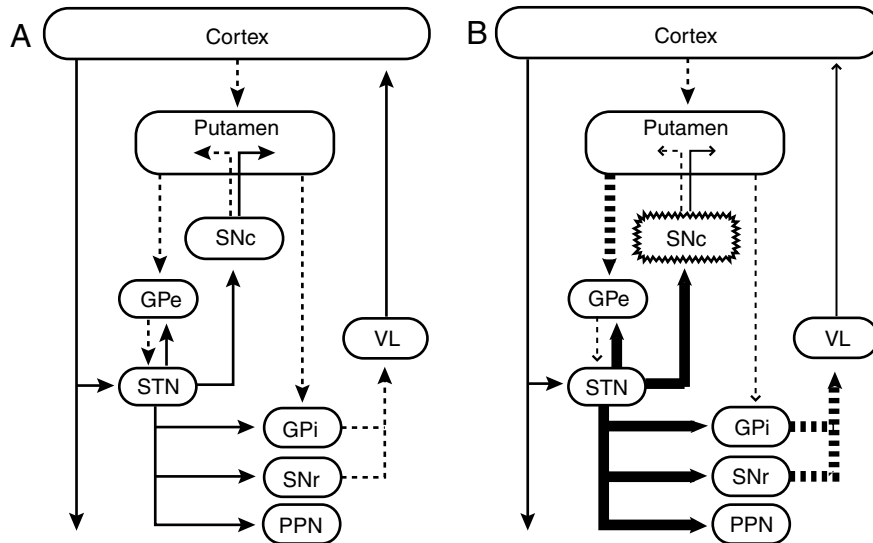 A
Cortex
Putamen
SNc
GPe
VL
STN
GPi
SNr
PPN
B
Cortex
Putamen
SNc
GPe
VL
STN
GPi
SNr
PPN